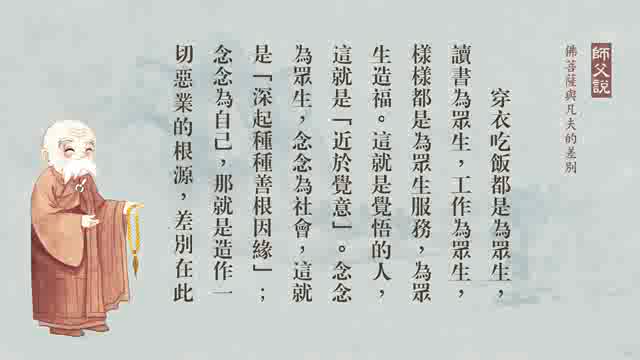 師父說
佛菩薩與凡夫的差別
穿衣吃飯都是為眾生，
讀書為眾生，工作為眾生，
樣樣都是為眾生服務，為眾
生造福。這就是覺悟的人，
這就是「近於覺意」。念念
為眾生，念念為社會，這就
是「深起種種善根因緣」；
念念為自己，那就是造作一
切惡業的根源，差別在此